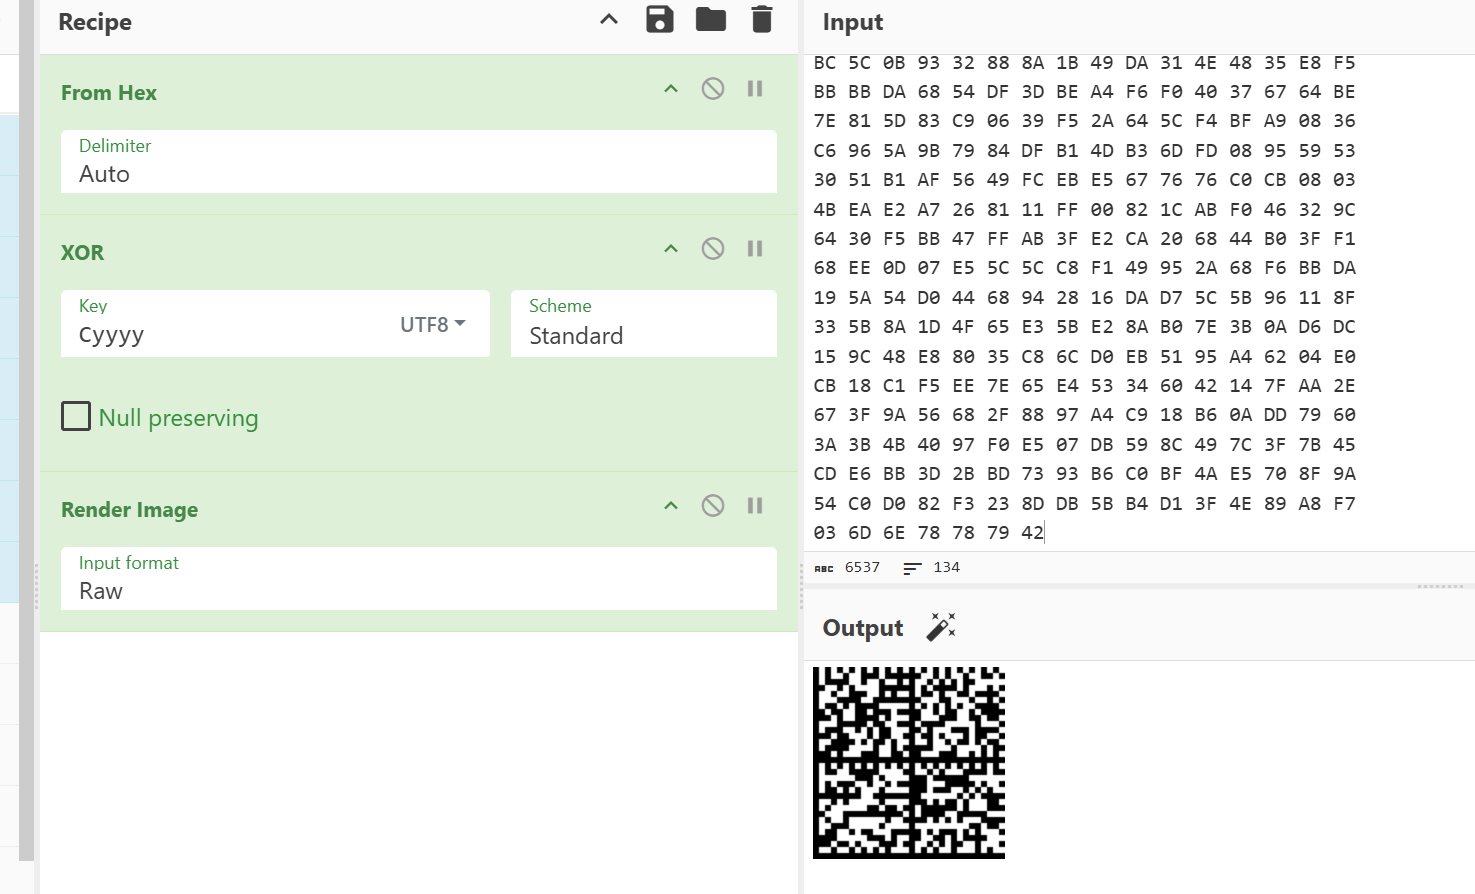 Recipe
From Hex
Delimiter
Auto
XOR
Key
Cyyyy
UTF8
Scheme
Standard
Null preserving
Render Image
Input format
Raw
Input
BC 5C 0B 93 32 88 8A 1B 49 DA 31 4E 48 35 E8 F5
BB BB DA 68 54 DF 3D BE A4 F6 F0 40 37 67 64 BE
7E 81 5D 83 C9 06 39 F5 2A 64 5C F4 BF A9 08 36
C6 96 5A 9B 79 84 DF B1 4D B3 6D FD 08 95 59 53
30 51 B1 AF 56 49 FC EB E5 67 76 76 C0 CB 08 03
4B EA E2 A7 26 81 11 FF 00 82 1C AB F0 46 32 9C
64 30 F5 BB 47 FF AB 3F E2 CA 20 68 44 B0 3F F1
68 EE 0D 07 E5 5C 5C C8 F1 49 95 2A 68 F6 BB DA
19 5A 54 D0 44 68 94 28 16 DA D7 5C 5B 96 11 8F
33 5B 8A 1D 4F 65 E3 5B E2 8A B0 7E 3B 0A D6 DC
15 9C 48 E8 80 35 C8 6C D0 EB 51 95 A4 62 04 E0
CB 18 C1 F5 EE 7E 65 E4 53 34 60 42 14 7F AA 2E
67 3F 9A 56 68 2F 88 97 A4 C9 18 B6 0A DD 79 60
3A 3B 4B 40 97 F0 E5 07 DB 59 8C 49 7C 3F 7B 45
CD E6 BB 3D 2B BD 73 93 B6 C0 BF 4A E5 70 8F 9A
54 C0 D0 82 F3 23 8D DB 5B B4 D1 3F 4E 89 A8 F7
03 6D 6E 78 78 79 42
ABC 6537 134
Output